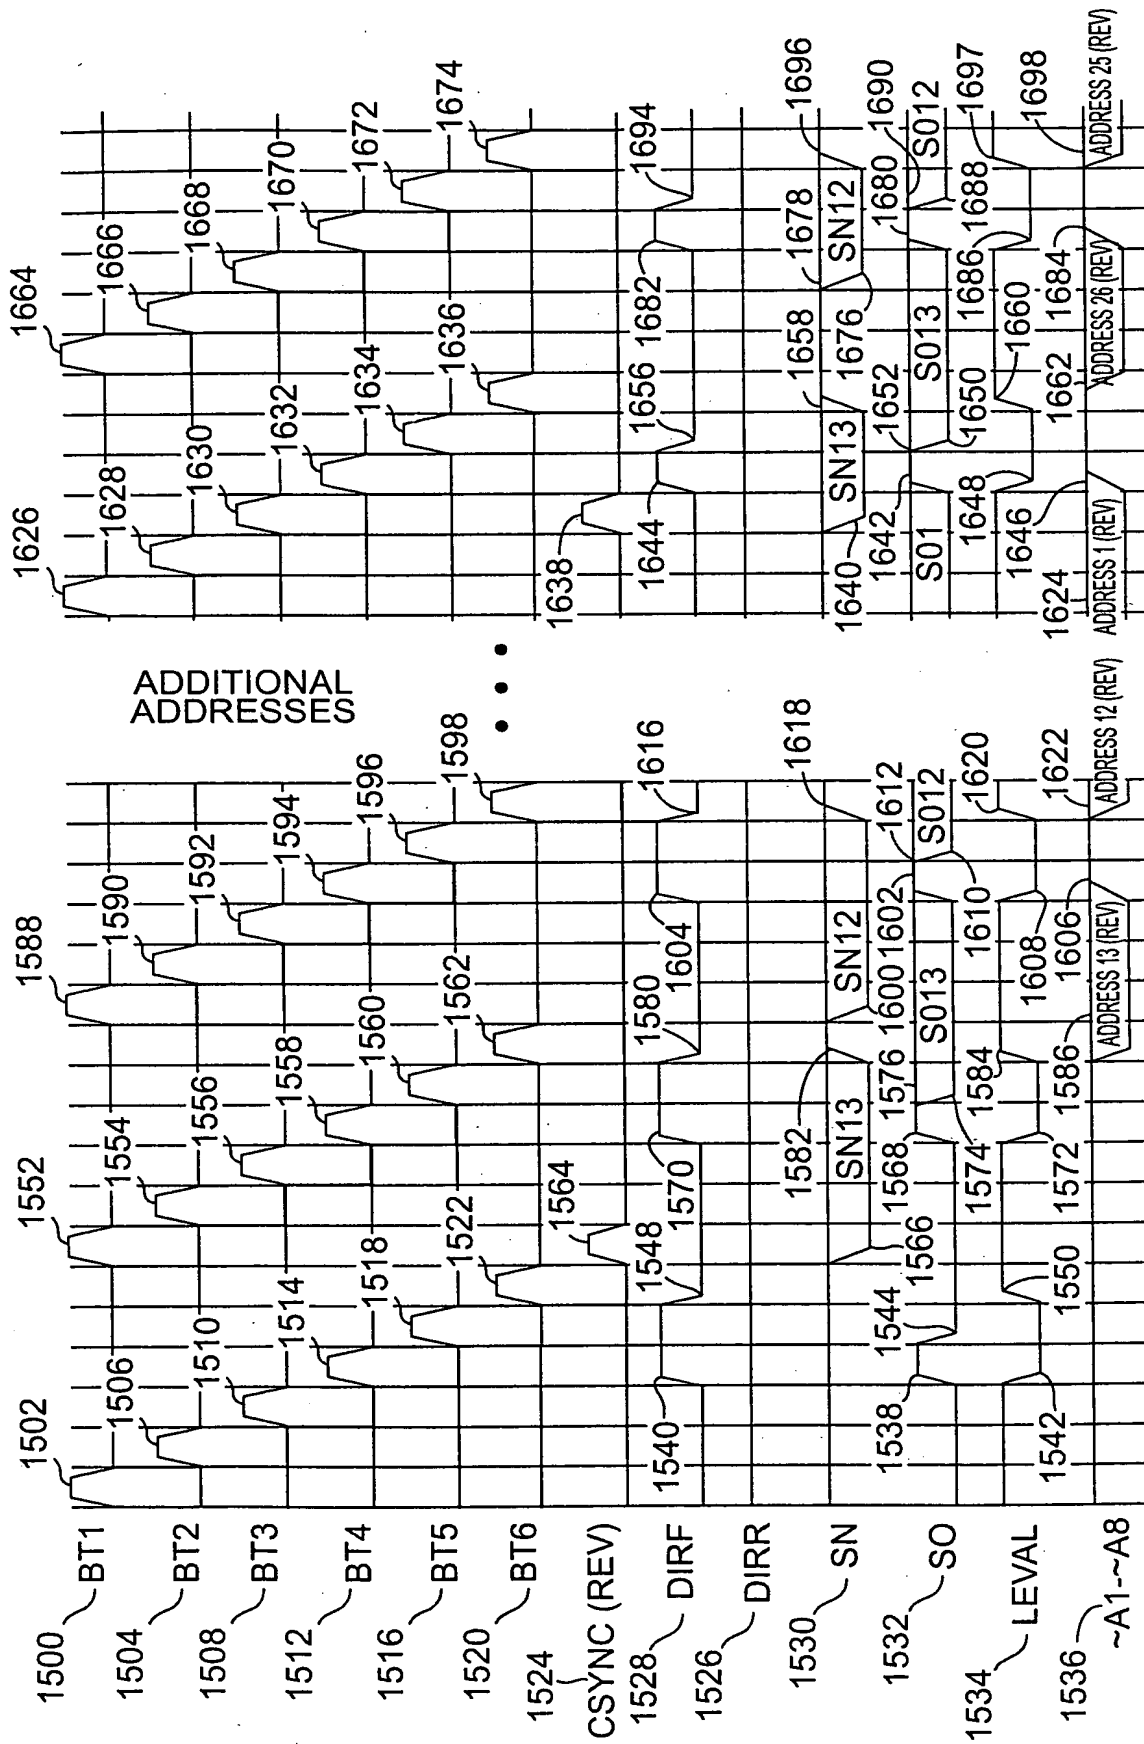 1500 BT1
1504 BT2
1508 BT3
1512 BT4
1516 BT5
1520 BT6
1524 CSYNC (REV)
1528 DIRF
1526 DIRR
1530 SN
1532 SO
1534 LEVAL
1536 ~A1-~A8
1502
1506
1510
1514
1518
1522
1540
1548
1538
1544
1542
1550
1552
1554
1556
1558
1560
1562
1564
1570
1580
1566
SN13
1582
1568
1574
1576
1572
1584
1586
ADDRESS 13 (REV)
1588
1590
1592
1594
1596
1598
1604
1616
1600
SN12
1618
S013
1602
1610
1612
S012
1608
1620
1606
1622
ADDRESS 12 (REV)
ADDITIONAL
ADDRESSES
1626
1628
1630
1632
1634
1636
1638
1644
1656
1640
SN13
1658
S01
1642
1650
1652
1648
1660
1624
ADDRESS 1 (REV)
1646
1662
1664
1666
1668
1670
1672
1674
1682
1694
1676
1678
SN12
1696
S013
1680
1690
S012
1686
1688
1697
ADDRESS 26 (REV)
1684
1698
ADDRESS 25 (REV)